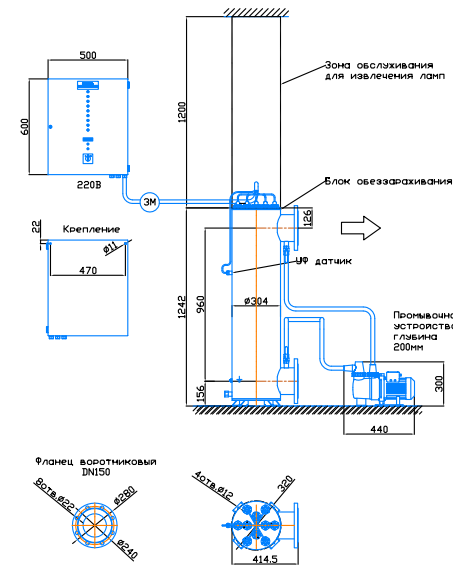 500
600
220В
3М
Крепление
22
Ø11
470
1200
Зона обслуживания
для извлечения ламп
Блок обеззараживания
126
УФ датчик
1242
960
Ø304
156
Промывочно
устройств
глубина
200мм
300
440
Фланец воротниковый
DN150
8отв.Ø22
Ø280
Ø240
4отв.Ø12
320
414.5